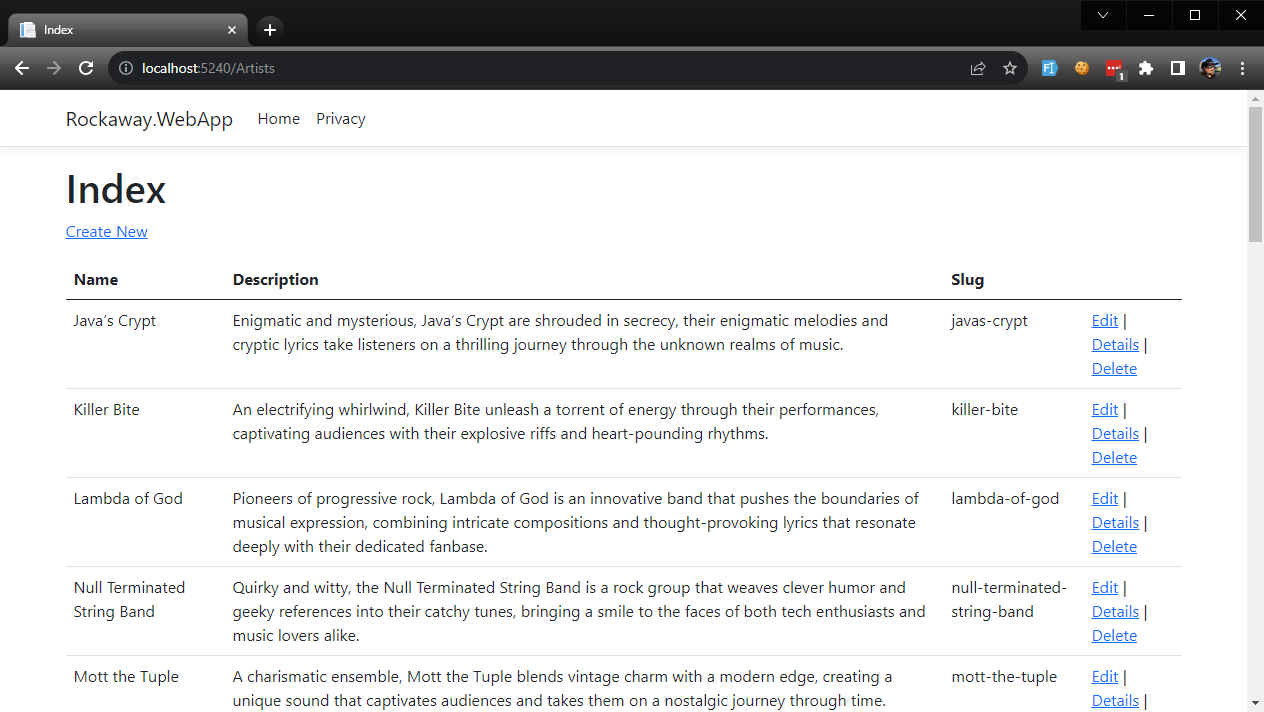 Index
localhost:5240/Artists
1
Rockaway.WebApp Home Privacy
Index
Create New
Name Description Slug
Java’s Crypt Enigmatic and mysterious, Java’s Crypt are shrouded in secrecy, their enigmatic melodies and javas-crypt Edit |
cryptic lyrics take listeners on a thrilling journey through the unknown realms of music. Details |
Delete
Killer Bite An electrifying whirlwind, Killer Bite unleash a torrent of energy through their performances, killer-bite Edit |
captivating audiences with their explosive riffs and heart-pounding rhythms. Details |
Delete
Lambda of God Pioneers of progressive rock, Lambda of God is an innovative band that pushes the boundaries of lambda-of-god Edit |
musical expression, combining intricate compositions and thought-provoking lyrics that resonate Details |
deeply with their dedicated fanbase. Delete
Null Terminated Quirky and witty, the Null Terminated String Band is a rock group that weaves clever humor and null-terminated- Edit |
String Band geeky references into their catchy tunes, bringing a smile to the faces of both tech enthusiasts and string-band Details |
music lovers alike. Delete
Mott the Tuple A charismatic ensemble, Mott the Tuple blends vintage charm with a modern edge, creating a mott-the-tuple Edit |
unique sound that captivates audiences and takes them on a nostalgic journey through time. Details |